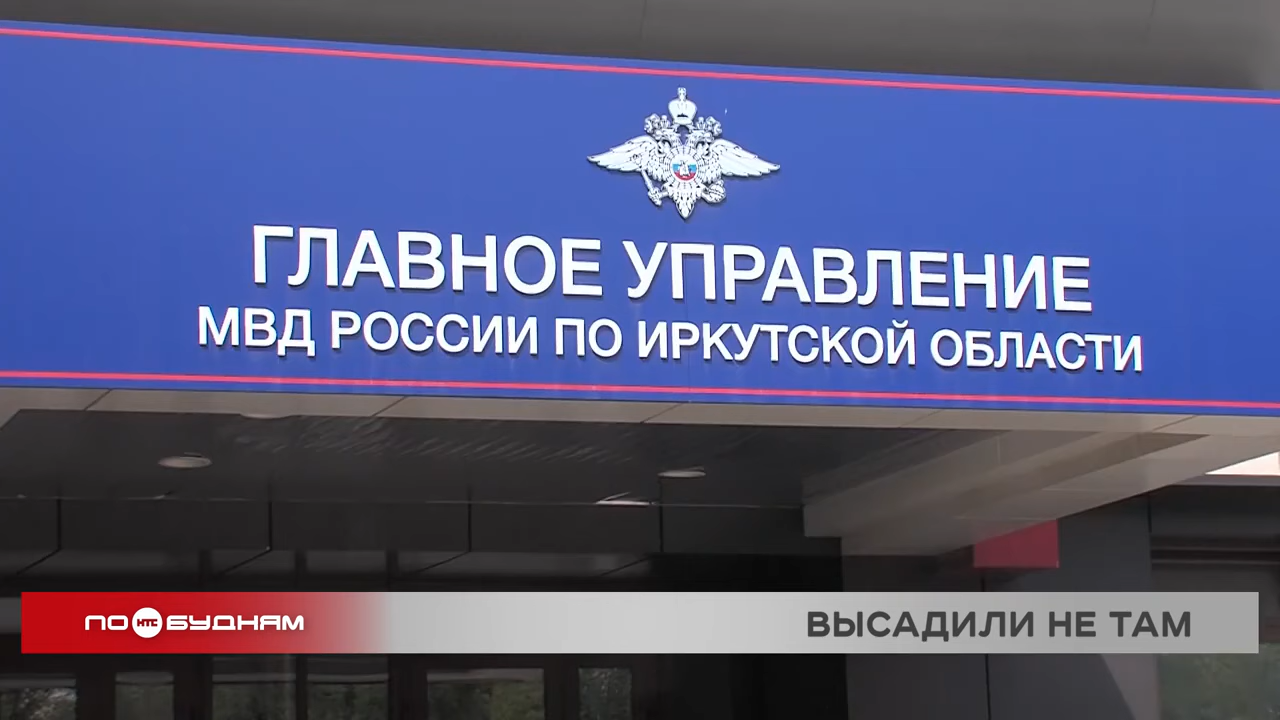 ГЛАВНОЕ УПРАВЛЕНИЕ
МВД РОССИИ ПО ИРКУТСКОЙ ОБЛАСТИ
ПО НТС БУДНЯМ
ВЫСАДИЛИ НЕ ТАМ